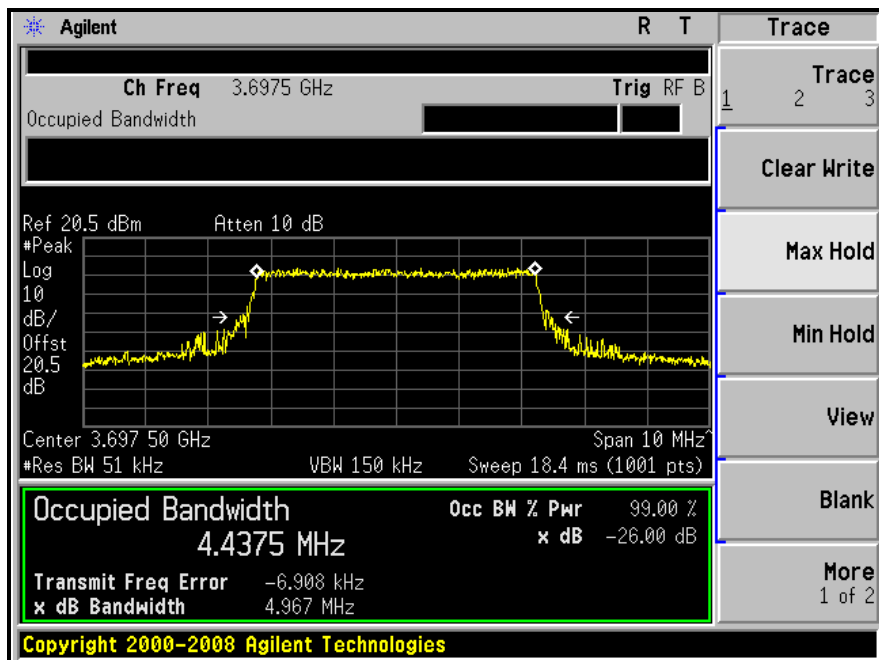 Agilent R T Trace
Ch Freq 3.6975 GHz Trig RF B
Occupied Bandwidth
Trace
1 2 3
Clear Write
Max Hold
Min Hold
View
Blank
More
1 of 2
Ref 20.5 dBm Atten 10 dB
#Peak
Log
10
dB/
Offst
20.5
dB
Center 3.697 50 GHz Span 10 MHz^
#Res BW 51 kHz VBW 150 kHz Sweep 18.4 ms (1001 pts)
Occupied Bandwidth Occ BW % Pwr 99.00 %
4.4375 MHz x dB -26.00 dB
Transmit Freq Error -6.908 kHz
x dB Bandwidth 4.967 MHz
Copyright 2000-2008 Agilent Technologies